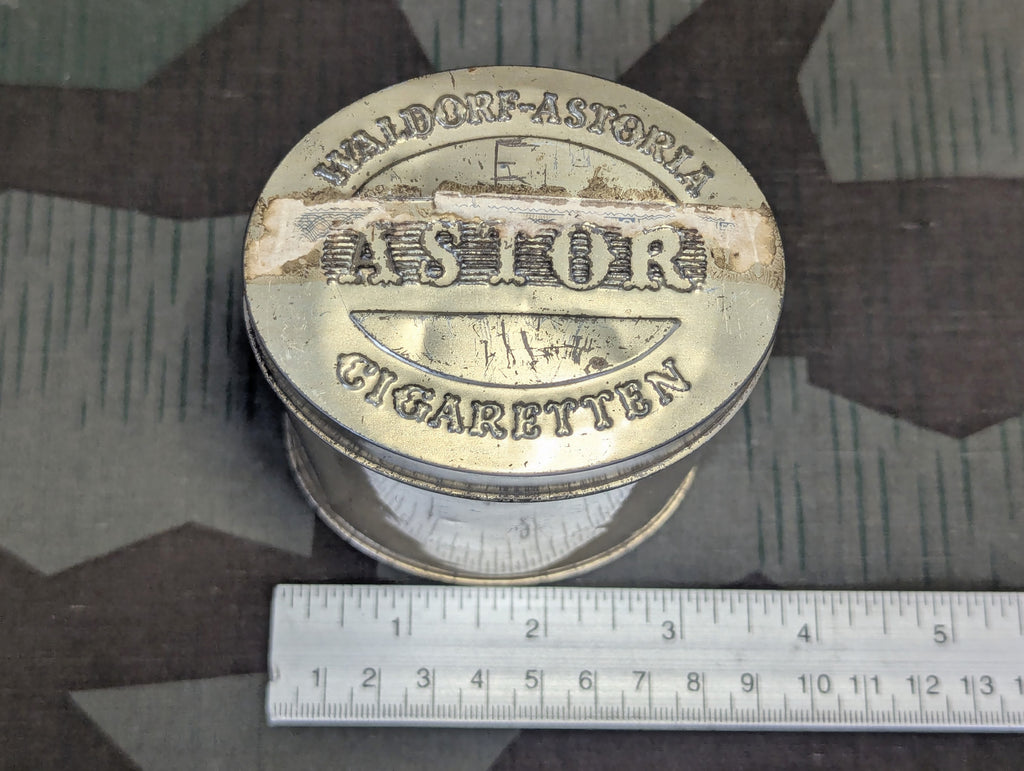 WALDORF-ASTORIA
ASTOR
CIGARETTEN
1 2 3 4 5
1 2 3 4 5 6 7 8 9 10 11 12 13